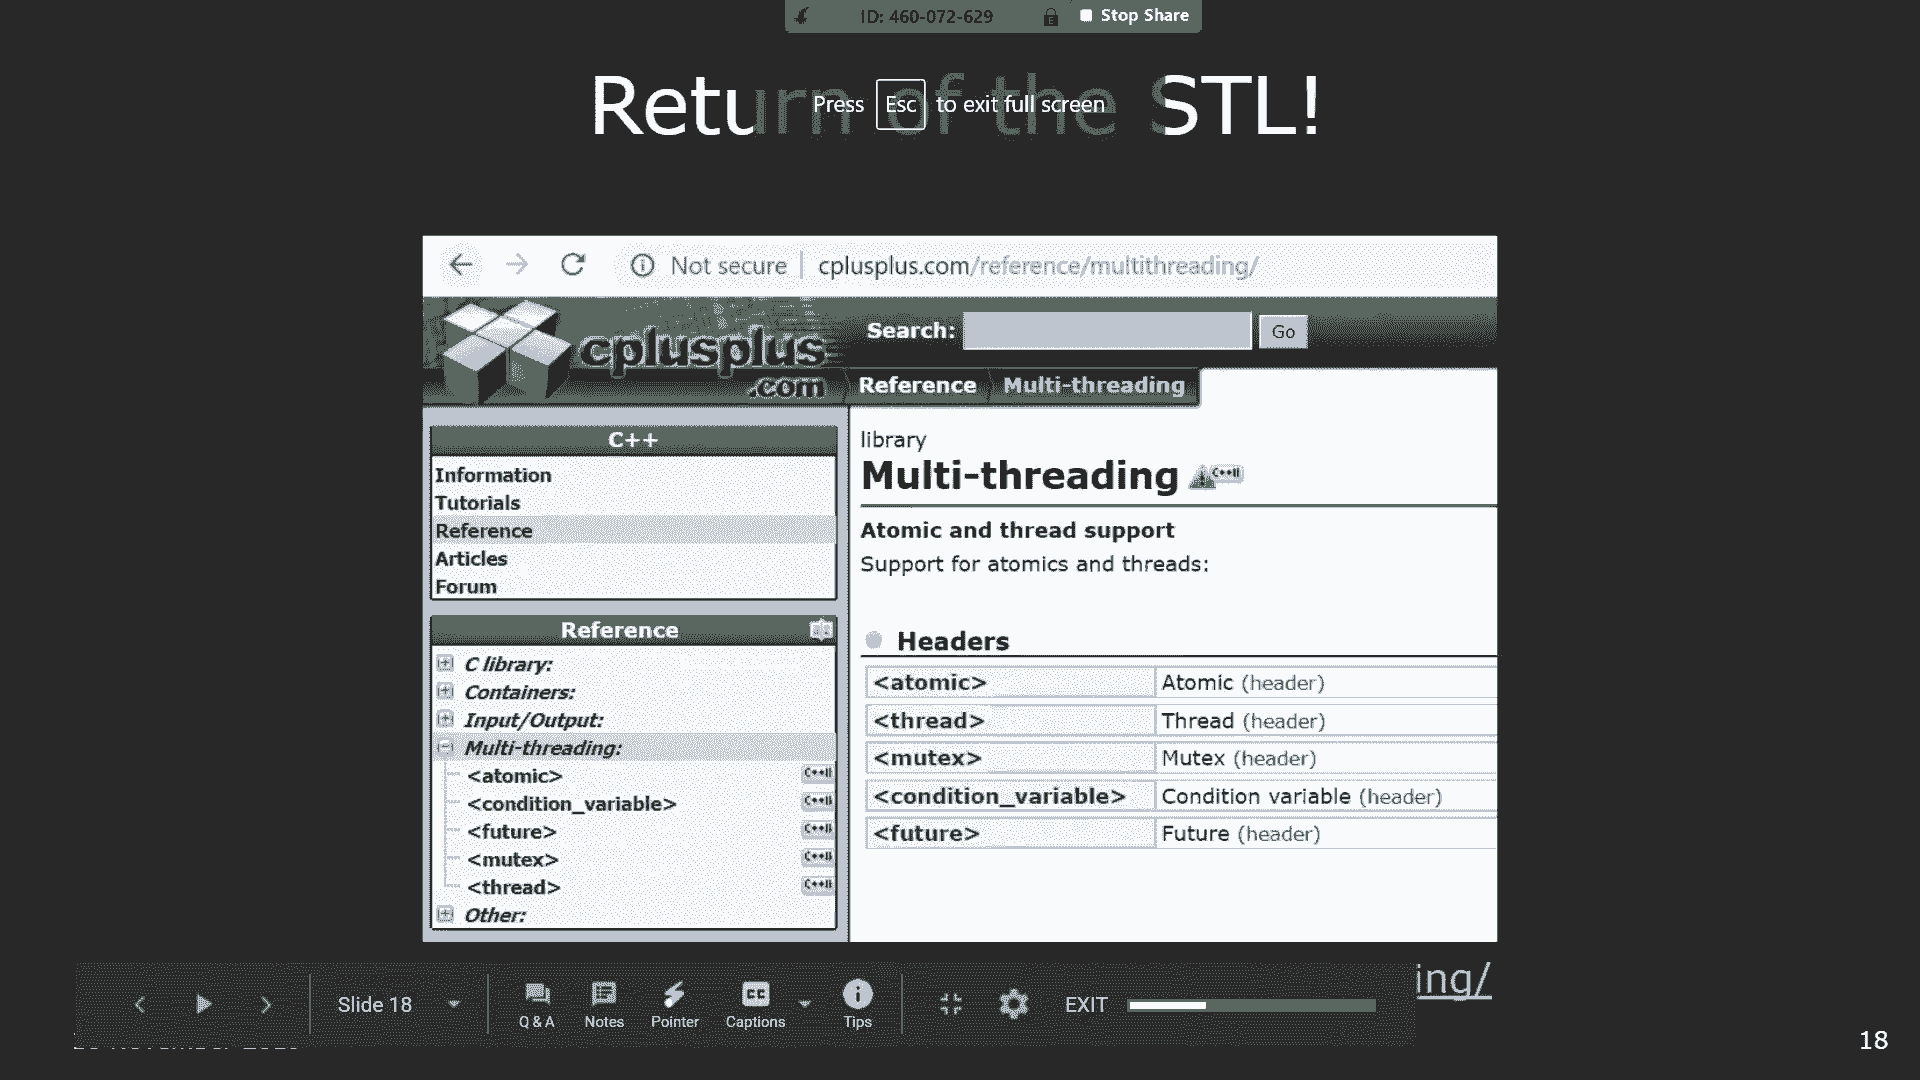 ID: 460-072-629 Stop Share
Return of the STL!
Press Esc to exit full screen
Not secure cplusplus.com/reference/multithreading/
cplusplus
.com
Search: Go
Reference Multi-threading
C++
Information
Tutorials
Reference
Articles
Forum
Reference
C library:
Containers:
Input/Output:
Multi-threading:
<atomic> C++11
<condition_variable> C++11
<future> C++11
<mutex> C++11
<thread> C++11
Other:
library
Multi-threading C++11
Atomic and thread support
Support for atomics and threads:
Headers
<atomic> Atomic (header)
<thread> Thread (header)
<mutex> Mutex (header)
<condition_variable> Condition variable (header)
<future> Future (header)
ing/
Slide 18
Q & A
Notes
Pointer
CC
Captions
Tips
EXIT
18